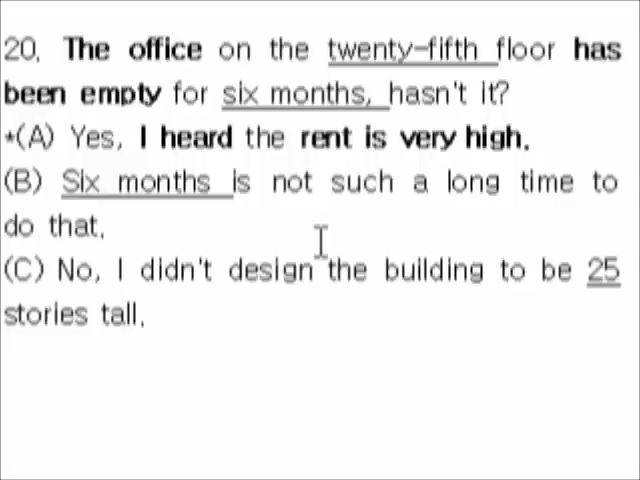 20. The office on the twenty-fifth floor has
been empty for six months, hasn't it?
*(A) Yes, I heard the rent is very high.
(B) Six months is not such a long time to
do that.
(C) No, I didn't design the building to be 25
stories tall.